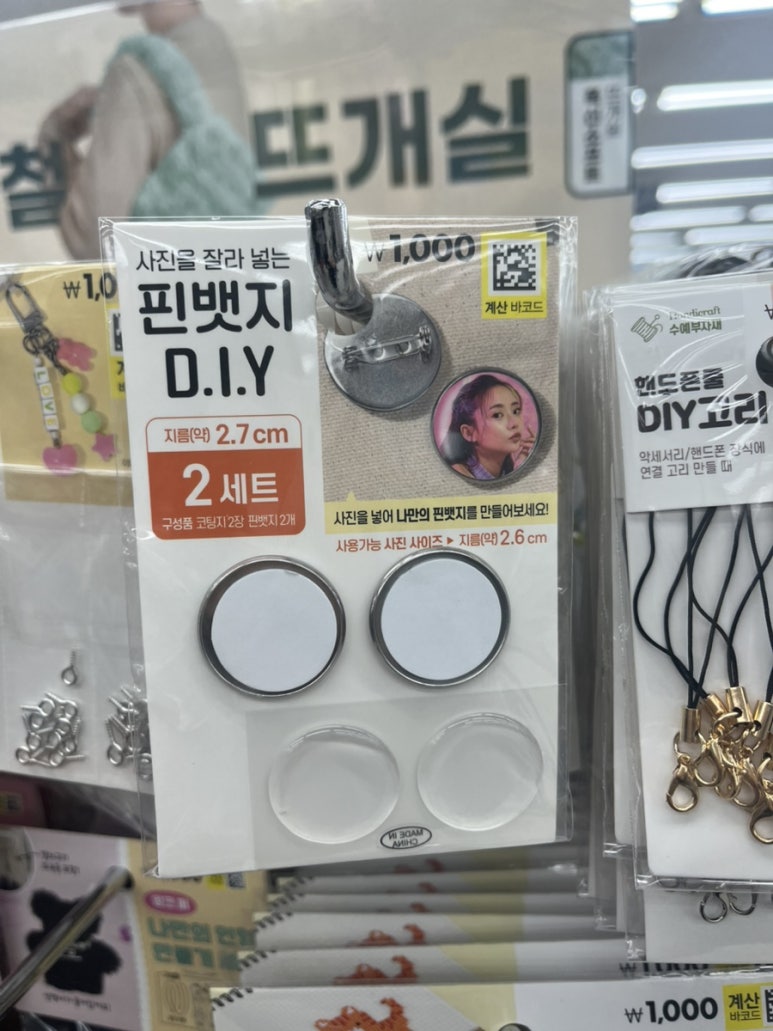 뜨개실
사진을 잘라 넣는
핀뱃지
D.I.Y
₩1,000
계산 바코드
지름(약) 2.7cm
2세트
구성품 코팅지 2장 핀뱃지 2개
사진을 넣어 나만의 핀뱃지를 만들어보세요!
사용가능 사진 사이즈 ▶ 지름(약) 2.6cm
MADE IN
CHINA
₩1,0
LOVE
Handicraft
수예부자재
핸드폰줄
DIY고리
악세서리/핸드폰 장식에
연결 고리 만들 때
나만의 인형
₩1,000
계산
바코드